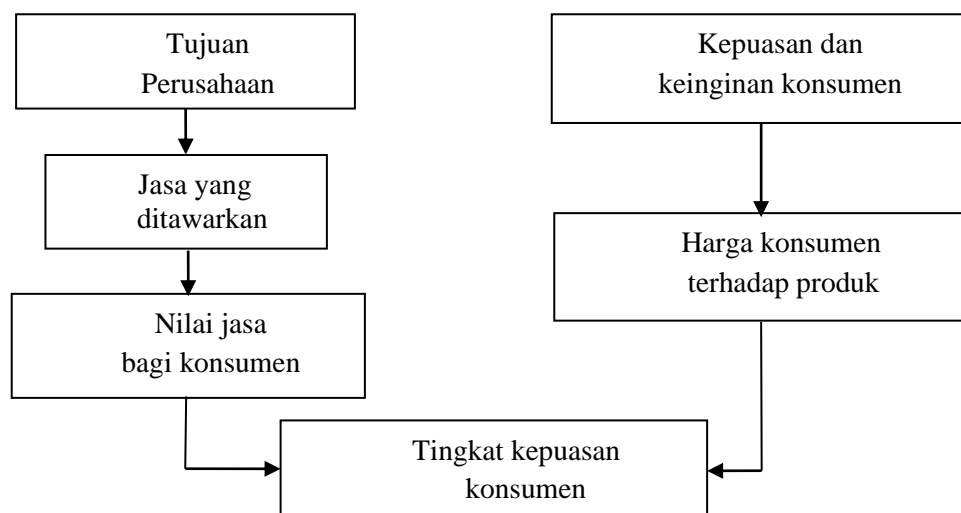 Tujuan
Perusahaan
Kepuasan dan
keinginan konsumen
Jasa yang
ditawarkan
Harga konsumen
terhadap produk
Nilai jasa
bagi konsumen
Tingkat kepuasan
konsumen